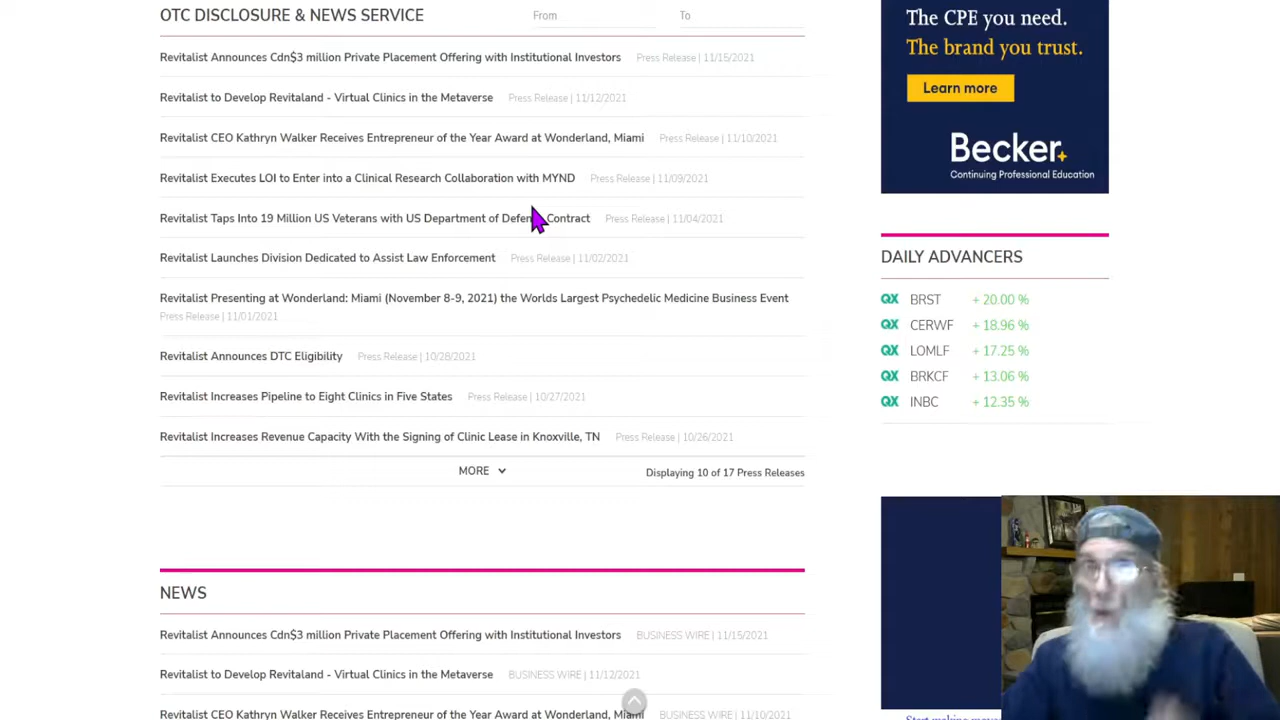 OTC DISCLOSURE & NEWS SERVICE
From
To
Revitalist Announces Cdn$3 million Private Placement Offering with Institutional Investors Press Release | 11/15/2021
Revitalist to Develop Revitaland - Virtual Clinics in the Metaverse Press Release | 11/12/2021
Revitalist CEO Kathryn Walker Receives Entrepreneur of the Year Award at Wonderland, Miami Press Release | 11/10/2021
Revitalist Executes LOI to Enter into a Clinical Research Collaboration with MYND Press Release | 11/09/2021
Revitalist Taps Into 19 Million US Veterans with US Department of Defen Contract Press Release | 11/04/2021
Revitalist Launches Division Dedicated to Assist Law Enforcement Press Release | 11/02/2021
Revitalist Presenting at Wonderland: Miami (November 8-9, 2021) the Worlds Largest Psychedelic Medicine Business Event
Press Release | 11/01/2021
Revitalist Announces DTC Eligibility Press Release | 10/28/2021
Revitalist Increases Pipeline to Eight Clinics in Five States Press Release | 10/27/2021
Revitalist Increases Revenue Capacity With the Signing of Clinic Lease in Knoxville, TN Press Release | 10/26/2021
MORE
Displaying 10 of 17 Press Releases
NEWS
Revitalist Announces Cdn$3 million Private Placement Offering with Institutional Investors BUSINESS WIRE | 11/15/2021
Revitalist to Develop Revitaland - Virtual Clinics in the Metaverse BUSINESS WIRE | 11/12/2021
Revitalist CEO Kathryn Walker Receives Entrepreneur of the Year Award at Wonderland, Miami BUSINESS WIRE | 11/10/2021
The CPE you need.
The brand you trust.
Learn more
Becker.
Continuing Professional Education
DAILY ADVANCERS
QX BRST + 20.00 %
QX CERWF + 18.96 %
QX LOMLF + 17.25 %
QX BRKCF + 13.06 %
QX INBC + 12.35 %